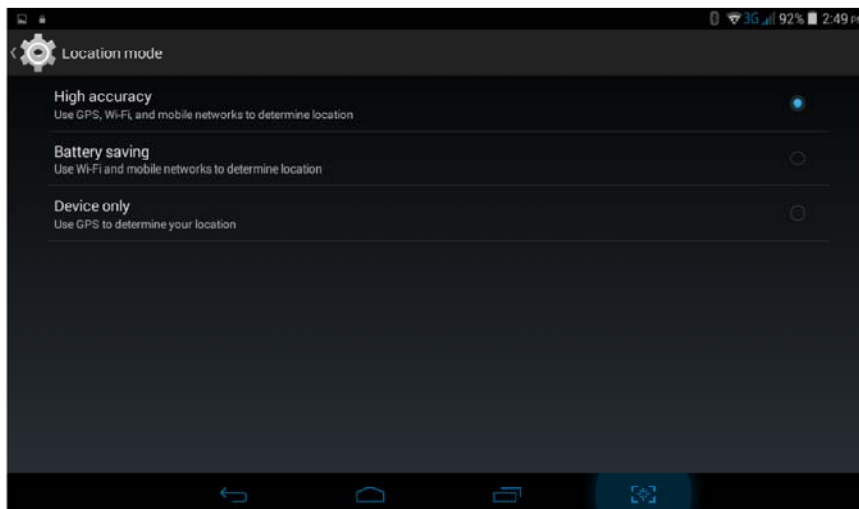 3G 92% 2:49 PM
Location mode
High accuracy
Use GPS, Wi-Fi, and mobile networks to determine location
Battery saving
Use Wi-Fi and mobile networks to determine location
Device only
Use GPS to determine your location